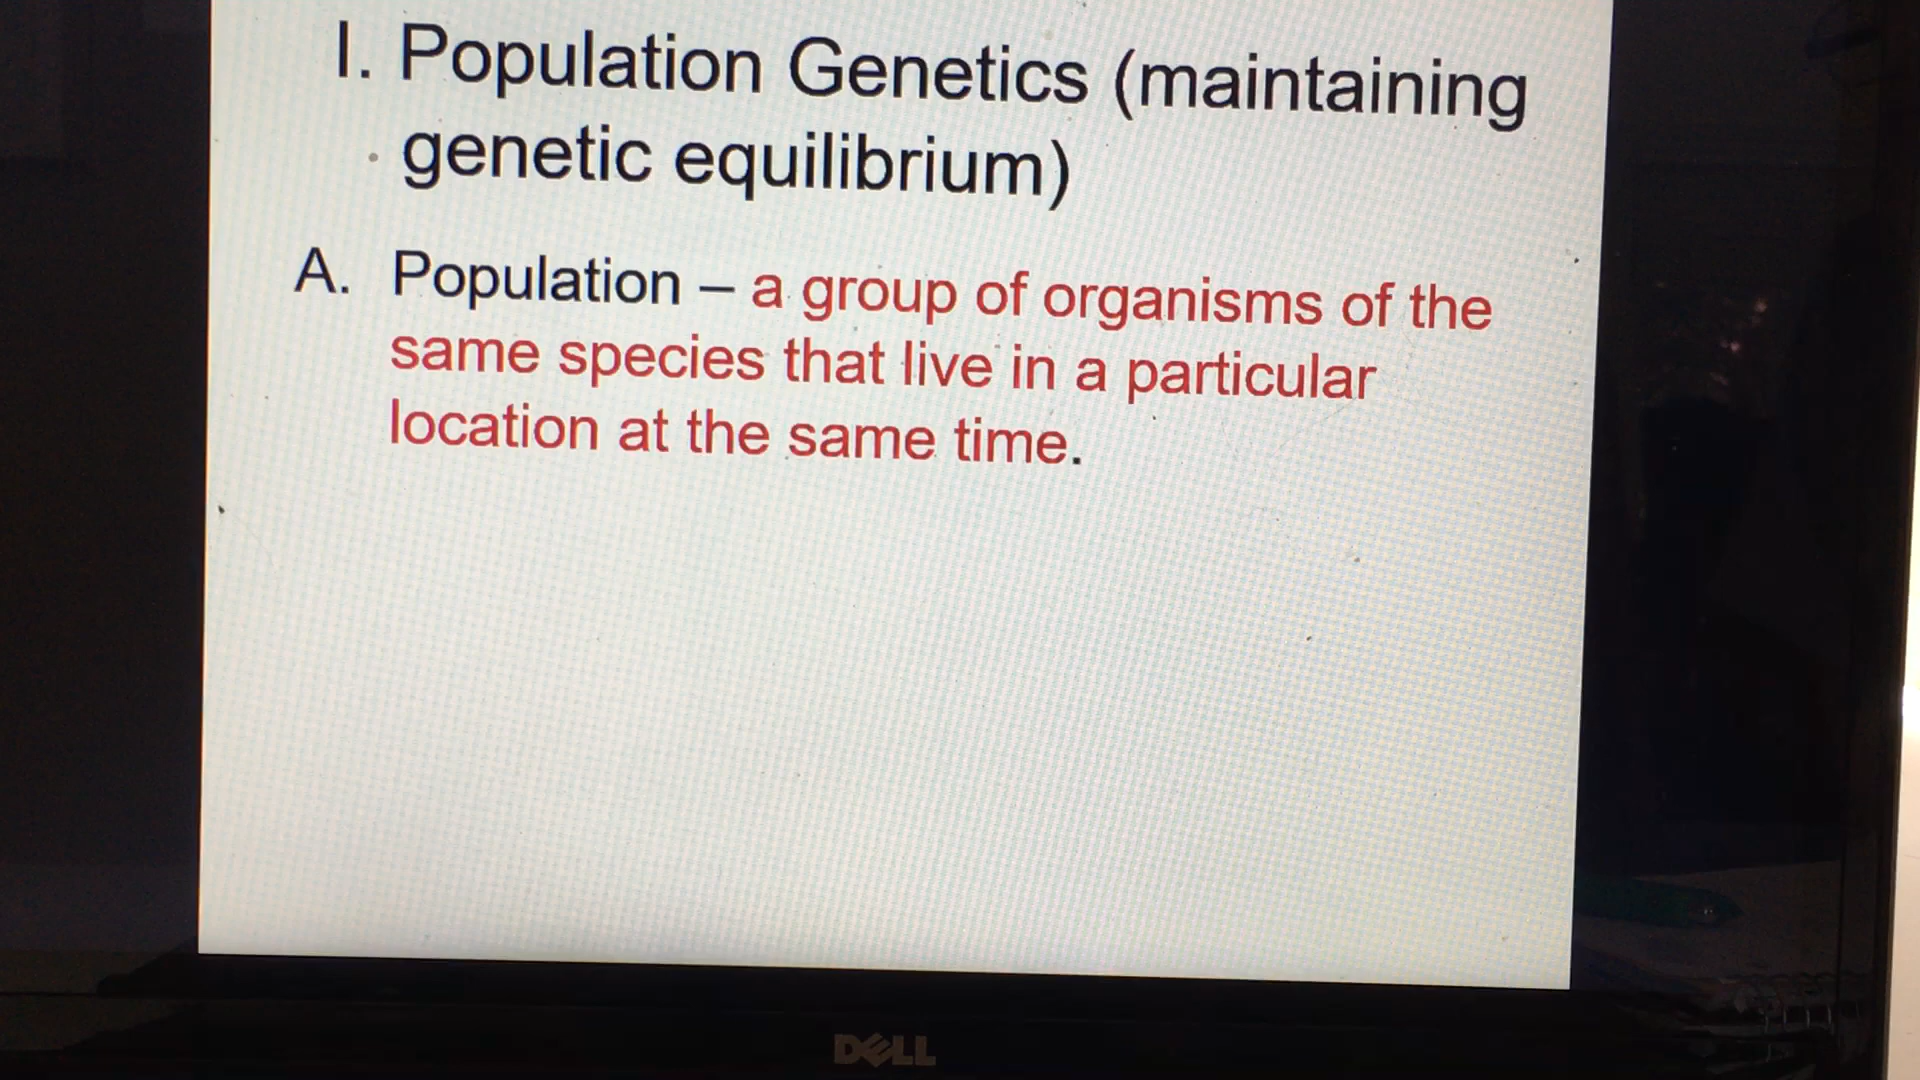 I. Population Genetics (maintaining
genetic equilibrium)
A. Population – a group of organisms of the
same species that live in a particular
location at the same time.
DELL